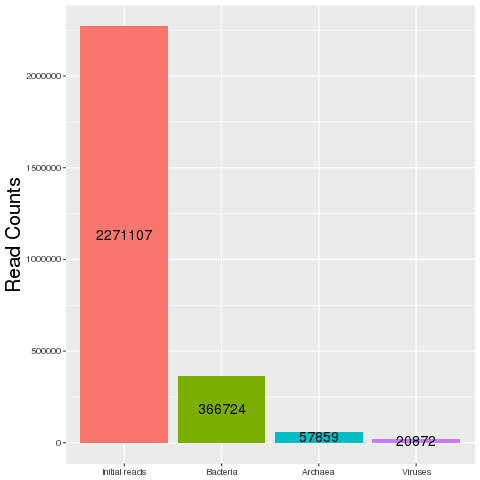 Read Counts
2000000
1500000
1000000
500000
0
2271107
366724
57859
20872
Initial reads
Bacteria
Archaea
Viruses